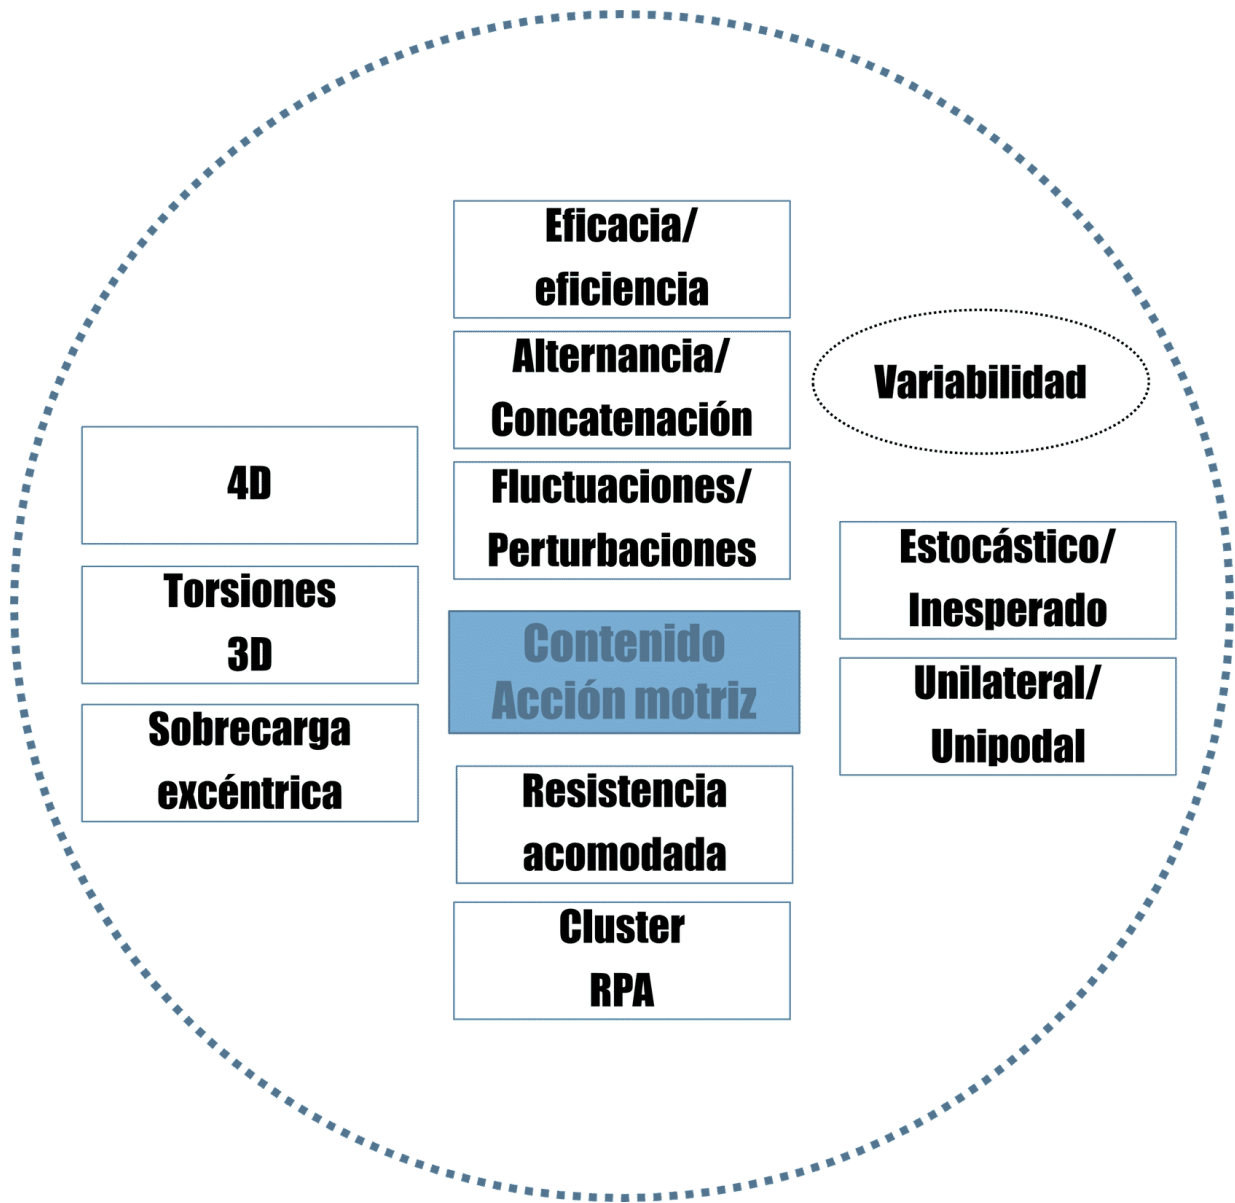 Eficacia/
eficiencia
Alternancia/
Concatenación
Variabilidad
4D
Fluctuaciones/
Perturbaciones
Estocástico/
Inesperado
Torsiones
3D
Contenido
Acción motriz
Unilateral/
Unipodal
Sobrecarga
excéntrica
Resistencia
acomodada
Cluster
RPA